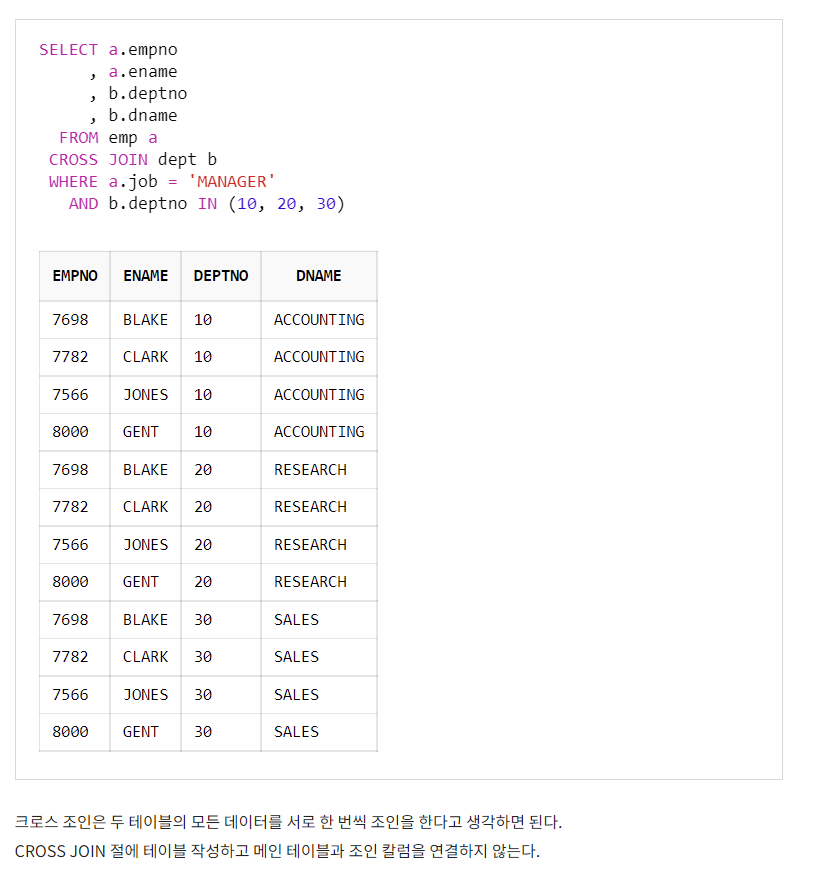 SELECT a.empno
, a.ename
, b.deptno
, b.dname
FROM emp a
CROSS JOIN dept b
WHERE a.job = 'MANAGER'
AND b.deptno IN (10, 20, 30)
EMPNO ENAME DEPTNO DNAME
7698 BLAKE 10 ACCOUNTING
7782 CLARK 10 ACCOUNTING
7566 JONES 10 ACCOUNTING
8000 GENT 10 ACCOUNTING
7698 BLAKE 20 RESEARCH
7782 CLARK 20 RESEARCH
7566 JONES 20 RESEARCH
8000 GENT 20 RESEARCH
7698 BLAKE 30 SALES
7782 CLARK 30 SALES
7566 JONES 30 SALES
8000 GENT 30 SALES
크로스 조인은 두 테이블의 모든 데이터를 서로 한 번씩 조인을 한다고 생각하면 된다.
CROSS JOIN 절에 테이블 작성하고 메인 테이블과 조인 칼럼을 연결하지 않는다.